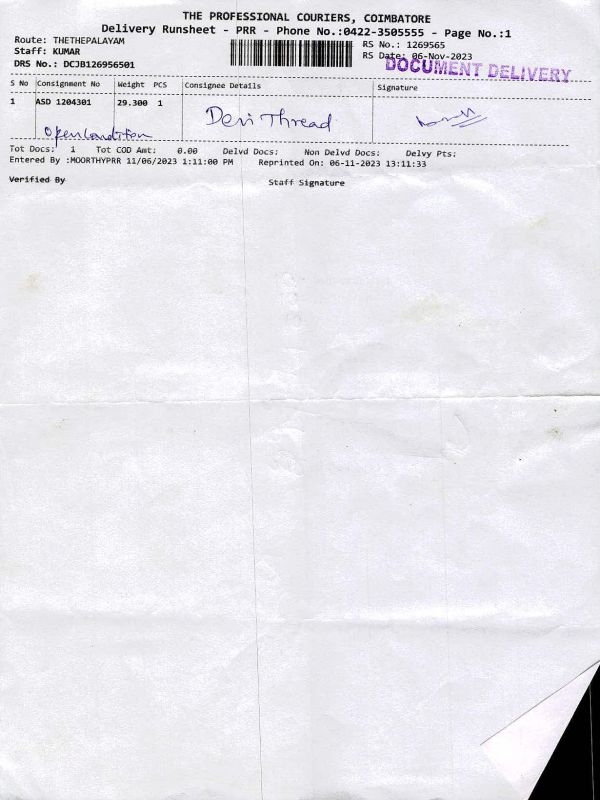 THE PROFESSIONAL COURIERS, COIMBATORE
Delivery Runsheet - PRR - Phone No.:0422-3505555 - Page No.:1
Route: THETHEPALAYAM
RS No.: 1269565
Staff: KUMAR
RS Date: 06-Nov-2023
DRS No.: DCJB126956501
DOCUMENT DELIVERY
S No Consignment No Weight PCS Consignee Details Signature
1 ASD 1204301 29.300 1 Devi Thread
Open Condition
Tot Docs: 1 Tot COD Amt: 0.00 Delvd Docs: Non Delvd Docs: Delvy Pts:
Entered By :MOORTHYPRR 11/06/2023 1:11:00 PM Reprinted On: 06-11-2023 13:11:33
Verified By Staff Signature